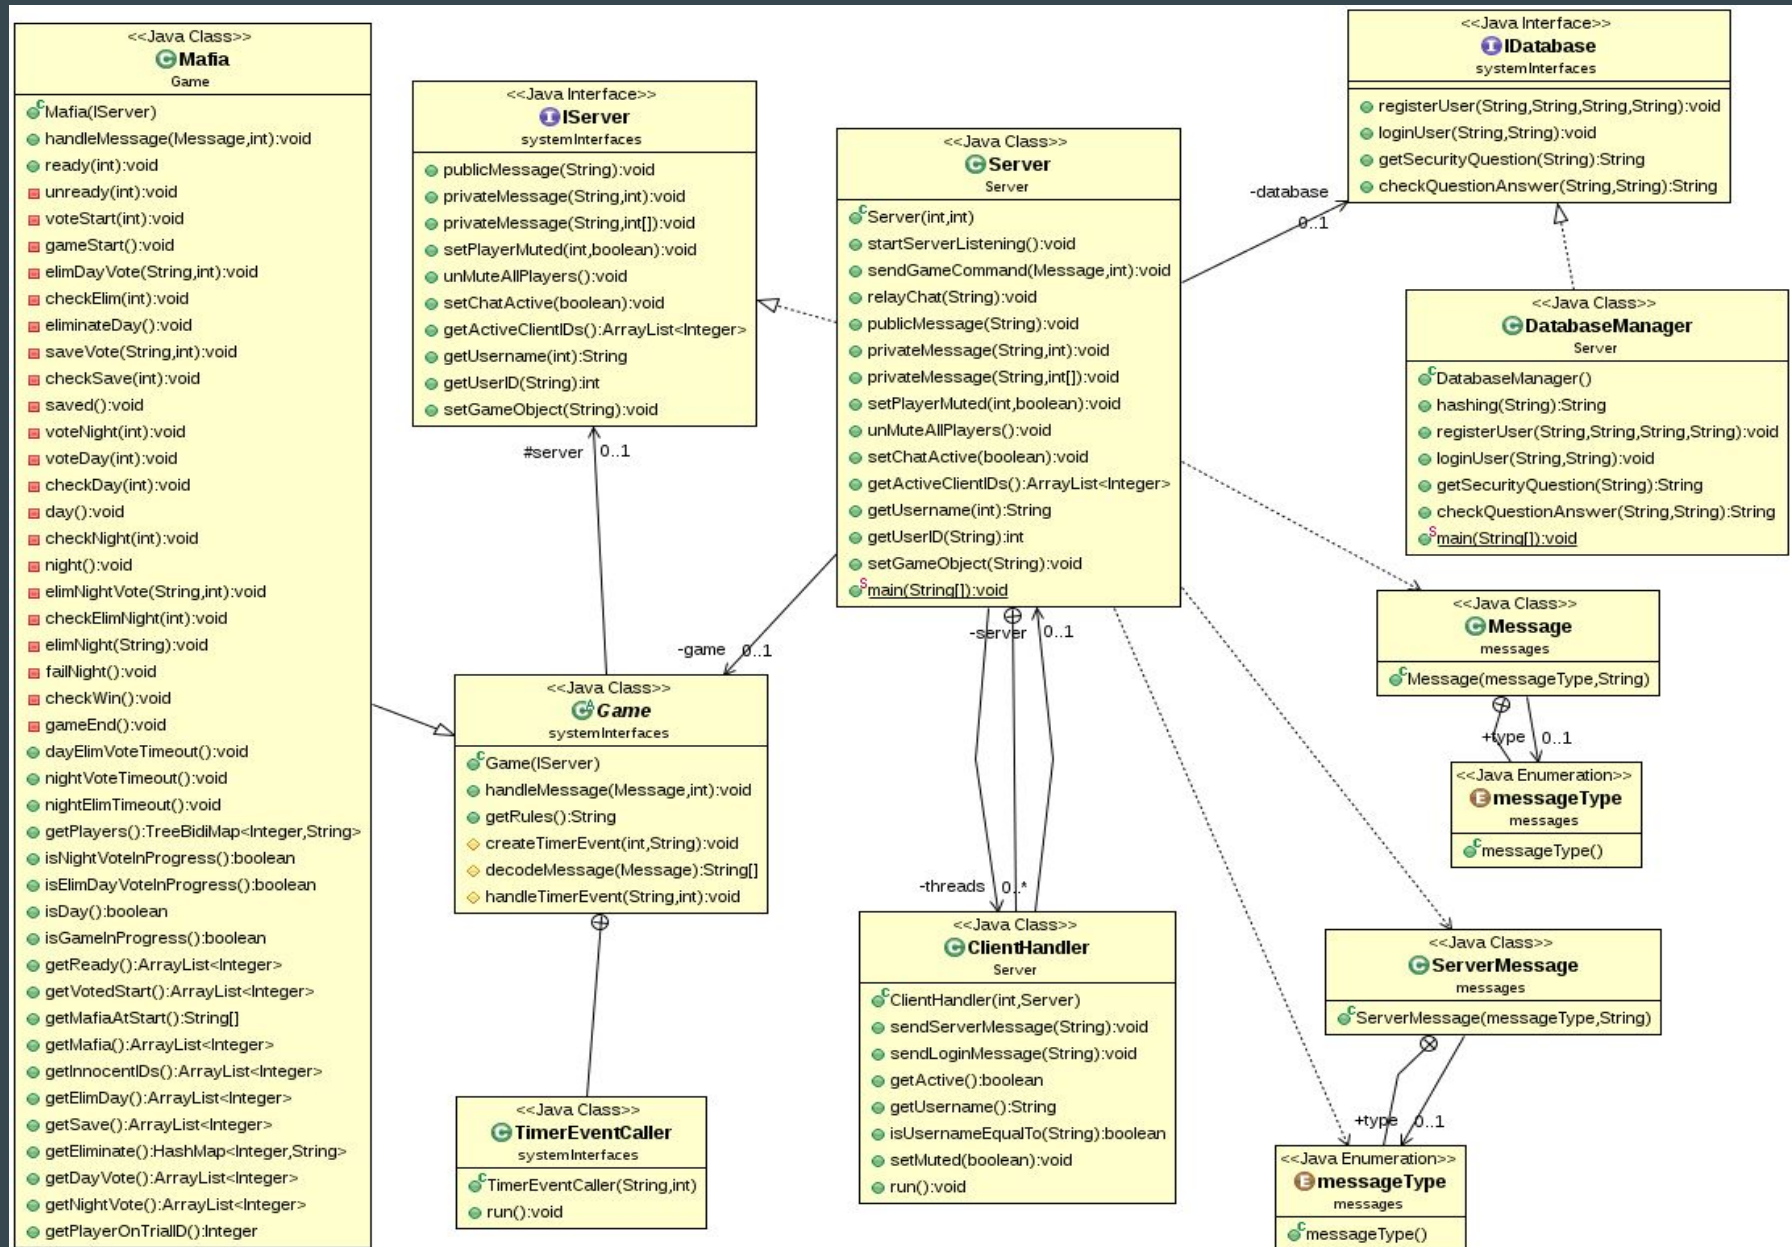 <<Java Class>>
Mafia
Game
Mafia(IServer)
handleMessage(Message,int):void
ready(int):void
unready(int):void
voteStart(int):void
gameStart():void
elimDayVote(String,int):void
checkElim(int):void
eliminateDay():void
saveVote(String,int):void
checkSave(int):void
saved():void
voteNight(int):void
voteDay(int):void
checkDay(int):void
day():void
checkNight(int):void
night():void
elimNightVote(String,int):void
checkElimNight(int):void
elimNight(String):void
failNight():void
checkWin():void
gameEnd():void
dayElimVoteTimeout():void
nightVoteTimeout():void
nightElimTimeout():void
getPlayers():TreeBidiMap<Integer,String>
isNightVoteInProgress():boolean
isElimDayVoteInProgress():boolean
isDay():boolean
isGameInProgress():boolean
getReady():ArrayList<Integer>
getVotedStart():ArrayList<Integer>
getMafiaAtStart():String[]
getMafia():ArrayList<Integer>
getInnocentIDs():ArrayList<Integer>
getElimDay():ArrayList<Integer>
getSave():ArrayList<Integer>
getEliminate():HashMap<Integer,String>
getDayVote():ArrayList<Integer>
getNightVote():ArrayList<Integer>
getPlayerOnTrialID():Integer
<<Java Interface>>
IServer
systemInterfaces
publicMessage(String):void
privateMessage(String,int):void
privateMessage(String,int[]):void
setPlayerMuted(int,boolean):void
unMuteAllPlayers():void
setChatActive(boolean):void
getActiveClientIDs():ArrayList<Integer>
getUsername(int):String
getUserID(String):int
setGameObject(String):void
#server 0..1
<<Java Class>>
Game
systemInterfaces
Game(IServer)
handleMessage(Message,int):void
getRules():String
createTimerEvent(int,String):void
decodeMessage(Message):String[]
handleTimerEvent(String,int):void
<<Java Class>>
TimerEventCaller
systemInterfaces
TimerEventCaller(String,int)
run():void
<<Java Class>>
Server
Server
Server(int,int)
startServerListening():void
sendGameCommand(Message,int):void
relayChat(String):void
publicMessage(String):void
privateMessage(String,int):void
privateMessage(String,int[]):void
setPlayerMuted(int,boolean):void
unMuteAllPlayers():void
setChatActive(boolean):void
getActiveClientIDs():ArrayList<Integer>
getUsername(int):String
getUserID(String):int
setGameObject(String):void
main(String[]):void
-game 0..1
-server 0..1
-threads 0..*
<<Java Class>>
ClientHandler
Server
ClientHandler(int,Server)
sendServerMessage(String):void
sendLoginMessage(String):void
getActive():boolean
getUsername():String
isUsernameEqualTo(String):boolean
setMuted(boolean):void
run():void
-database
0..1
<<Java Interface>>
IDatabase
systemInterfaces
registerUser(String,String,String,String):void
loginUser(String,String):void
getSecurityQuestion(String):String
checkQuestionAnswer(String,String):String
<<Java Class>>
DatabaseManager
Server
DatabaseManager()
hashing(String):String
registerUser(String,String,String,String):void
loginUser(String,String):void
getSecurityQuestion(String):String
checkQuestionAnswer(String,String):String
main(String[]):void
<<Java Class>>
Message
messages
Message(messageType,String)
+type 0..1
<<Java Enumeration>>
messageType
messages
messageType()
<<Java Class>>
ServerMessage
messages
ServerMessage(messageType,String)
+type 0..1
<<Java Enumeration>>
messageType
messages
messageType()